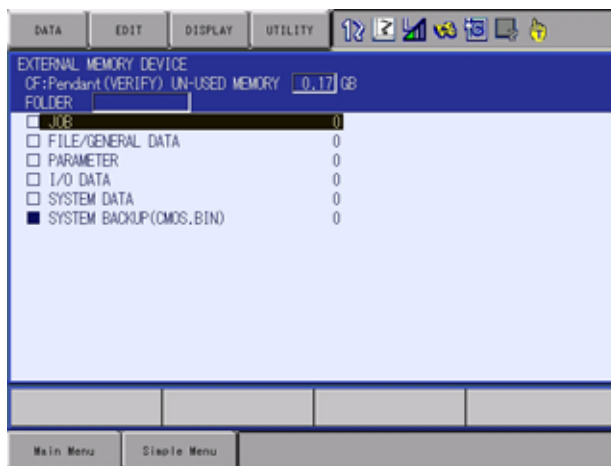 DATA EDIT DISPLAY UTILITY
EXTERNAL MEMORY DEVICE
CF:Pendant(VERIFY) UN-USED MEMORY 0.17 GB
FOLDER
JOB 0
FILE/GENERAL DATA 0
PARAMETER 0
I/O DATA 0
SYSTEM DATA 0
SYSTEM BACKUP(CMOS.BIN) 0
Main Menu Simple Menu